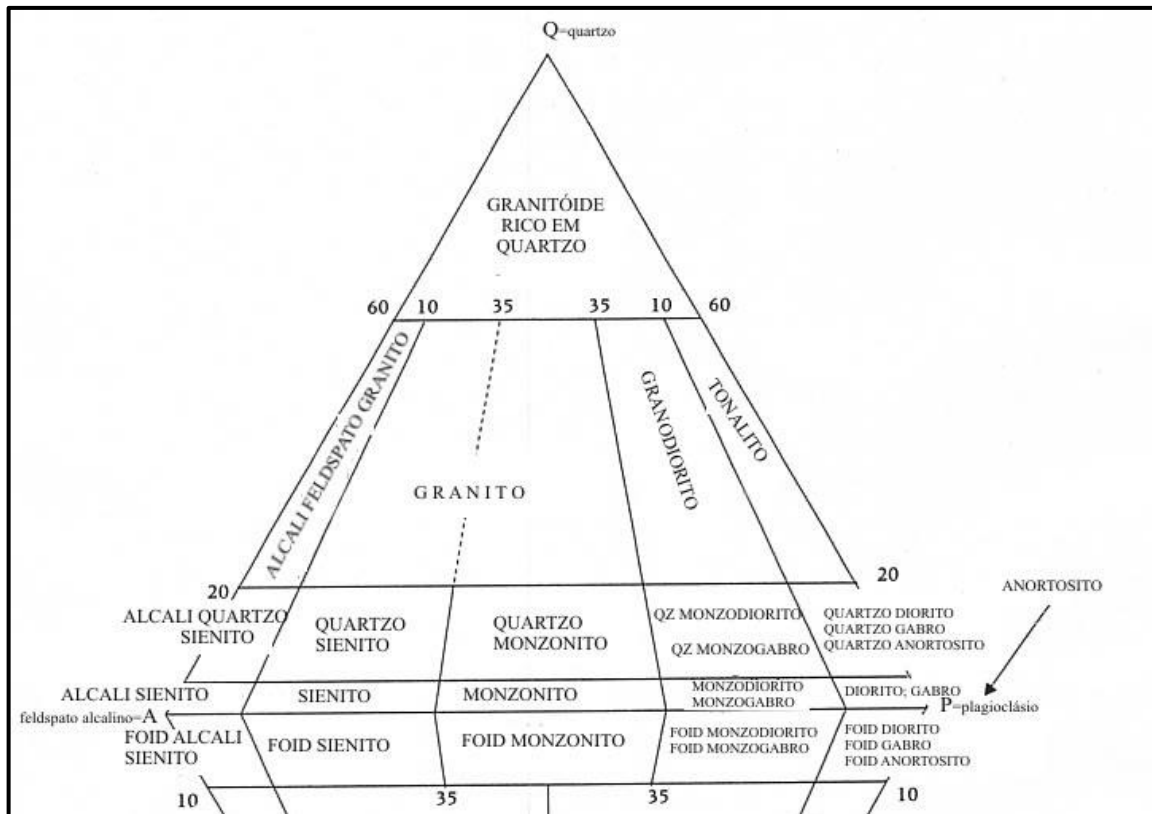 Q=quartzo
GRANITÓIDE
RICO EM
QUARTZO
60 10 35 35 10 60
ALCALI FELDSPATO GRANITO
GRANITO
GRANODIORITO
TONALITO
20 20
ANORTOSITO
ALCALI QUARTZO
SIENITO
QUARTZO
SIENITO
QUARTZO
MONZONITO
QZ MONZODIORITO
QZ MONZOGABRO
QUARTZO DIORITO
QUARTZO GABRO
QUARTZO ANORTOSITO
ALCALI SIENITO
SIENITO
MONZONITO
MONZODIORITO
MONZOGABRO
DIORITO; GABRO
feldspato alcalino=A
P=plagioclásio
FOID ALCALI
SIENITO
FOID SIENITO
FOID MONZONITO
FOID MONZODIORITO
FOID MONZOGABRO
FOID DIORITO
FOID GABRO
FOID ANORTOSITO
10 35 35 10